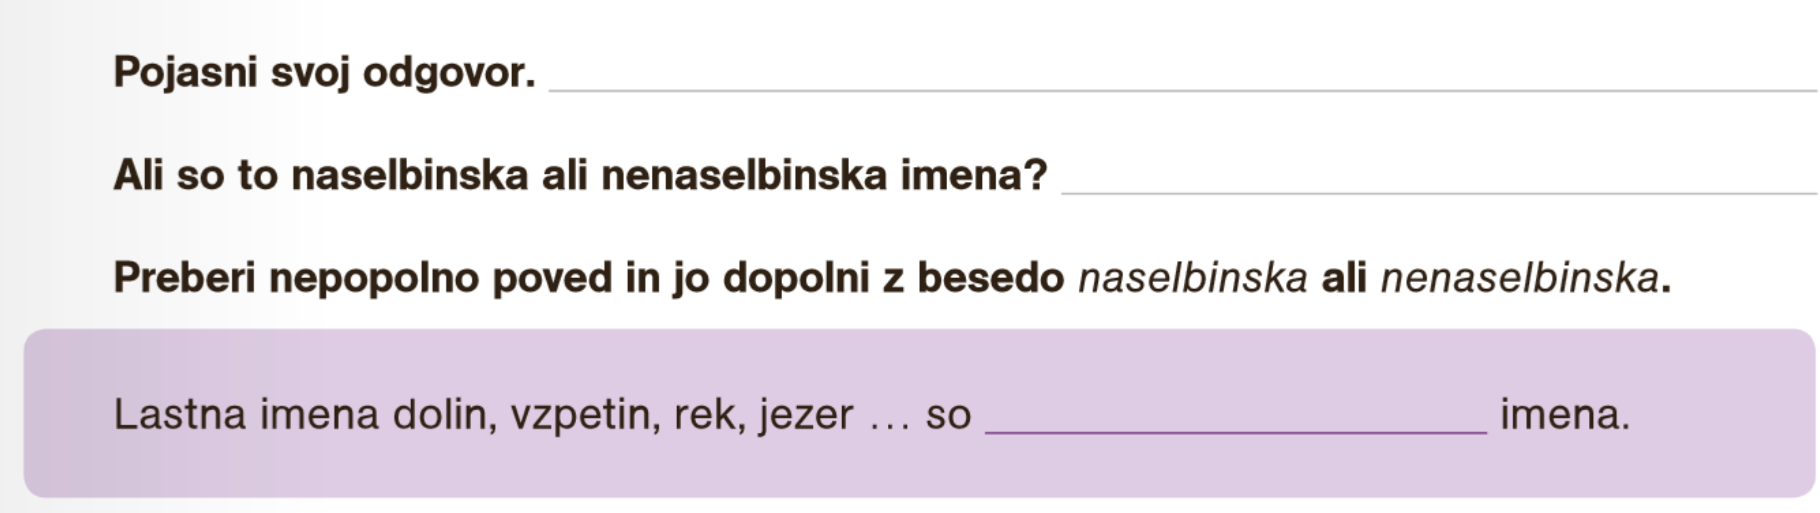 Pojasni svoj odgovor.
Ali so to naselbinska ali nenaselbinska imena?
Preberi nepopolno poved in jo dopolni z besedo naselbinska ali nenaselbinska.
Lastna imena dolin, vzpetin, rek, jezer … so ____________ imena.